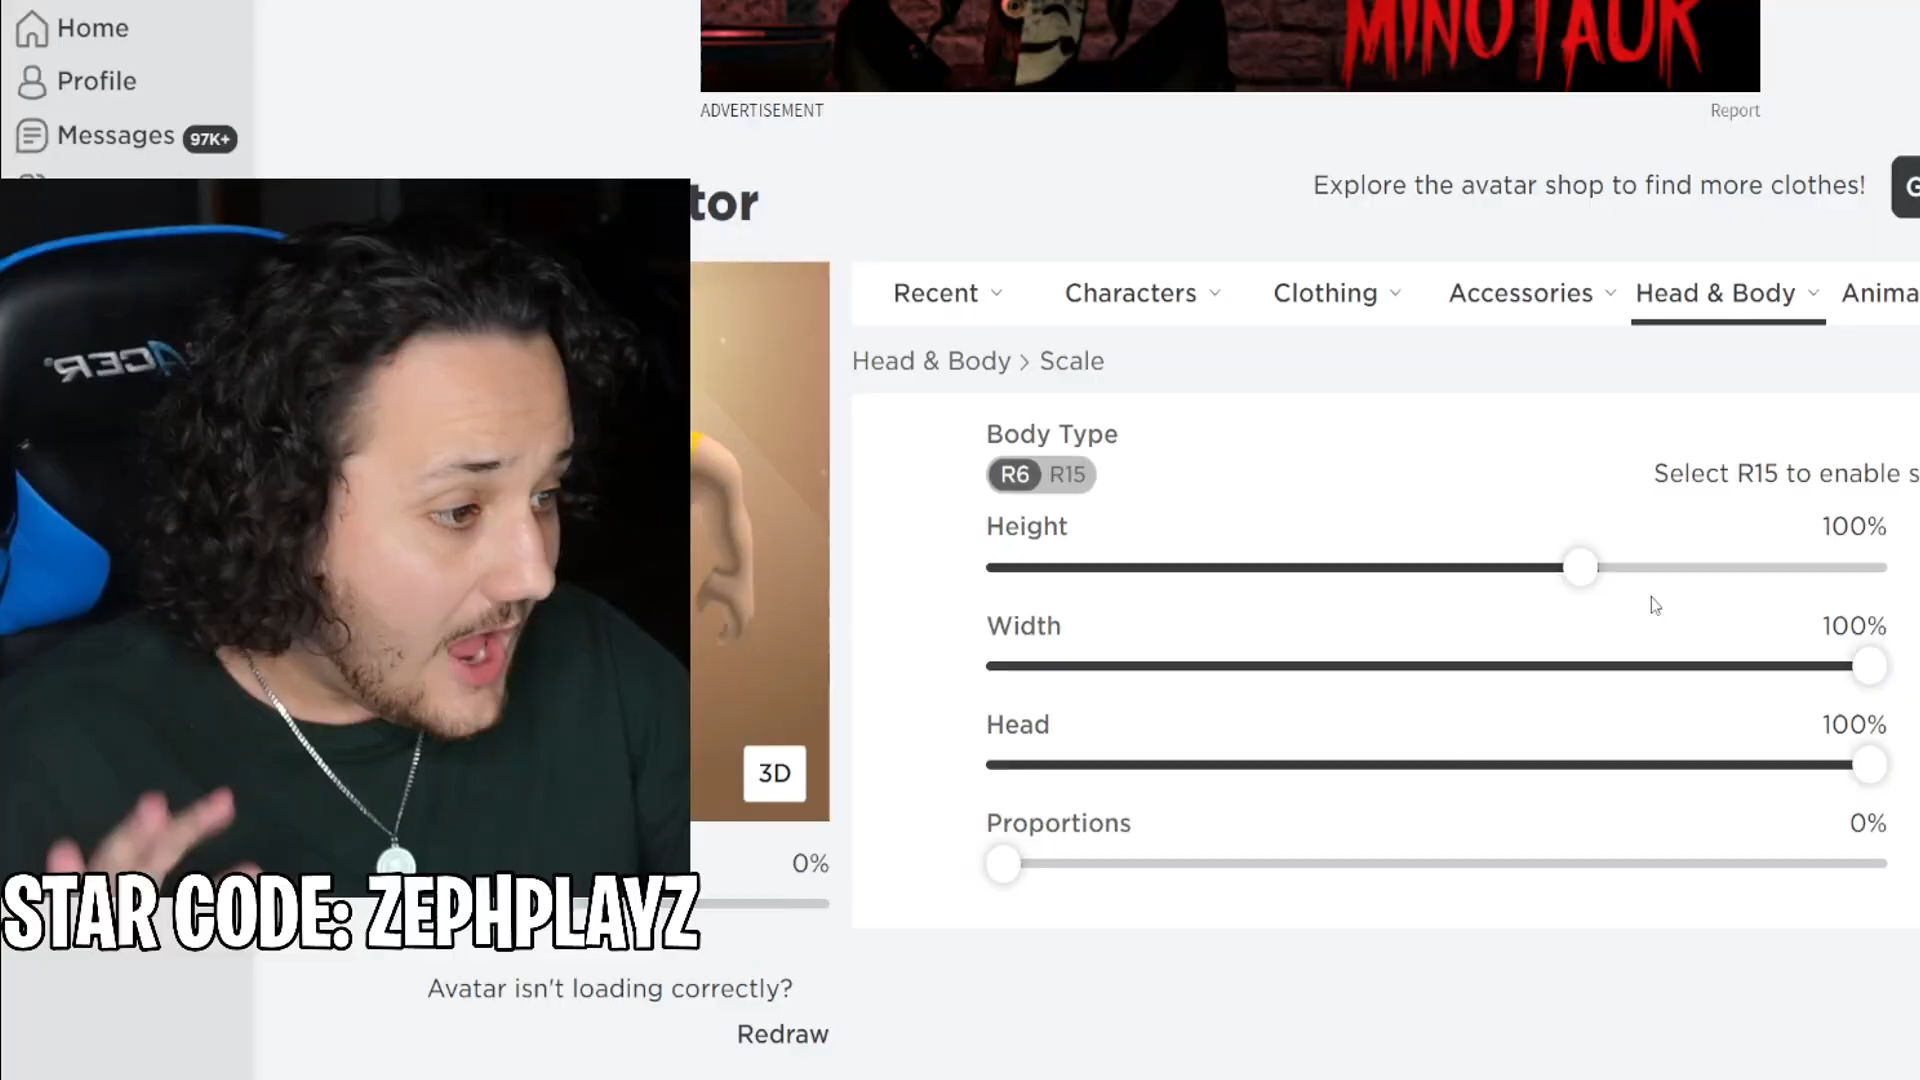 Home
MINOTAUR
Profile
ADVERTISEMENT
Report
Messages 97K+
Explore the avatar shop to find more clothes!
tor
Recent
Characters
Clothing
Accessories
Head & Body
Anima
RACER
Head & Body > Scale
Body Type
R6 R15
Select R15 to enable s
Height
100%
Width
100%
Head
100%
3D
Proportions
0%
0%
STAR CODE: ZEPHPLAYZ
Avatar isn't loading correctly?
Redraw